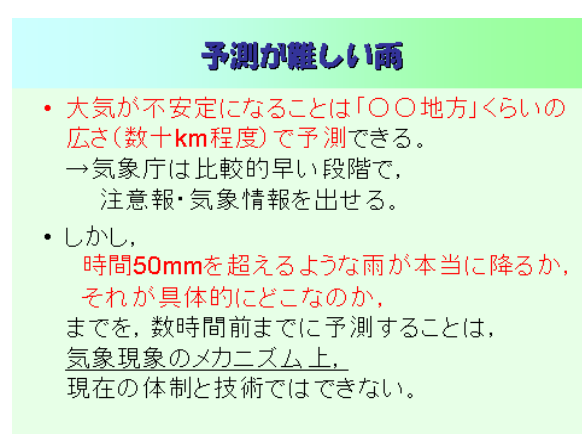 予測が難しい雨
• 大気が不安定になることは「○○地方」くらいの
広さ(数十km程度)で予測できる。
→気象庁は比較的早い段階で,
注意報・気象情報を出せる。
• しかし,
時間50mmを超えるような雨が本当に降るか,
それが具体的にどこなのか,
までを, 数時間前までに予測することは,
気象現象のメカニズム上,
現在の体制と技術ではできない。